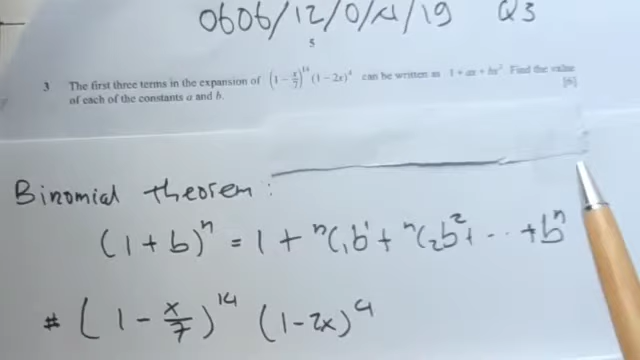 0606/12/O/N/19 Q3
5
3 The first three terms in the expansion of (1 - x/7)^14 (1 - 2x)^4 can be written as 1 + ax + bx². Find the value
of each of the constants a and b. [6]
Binomial theorem:
(1+b)^n = 1 + ^nC₁b¹ + ^nC₂b² + ... + b^n
# (1 - x/7)^14 (1-2x)^4